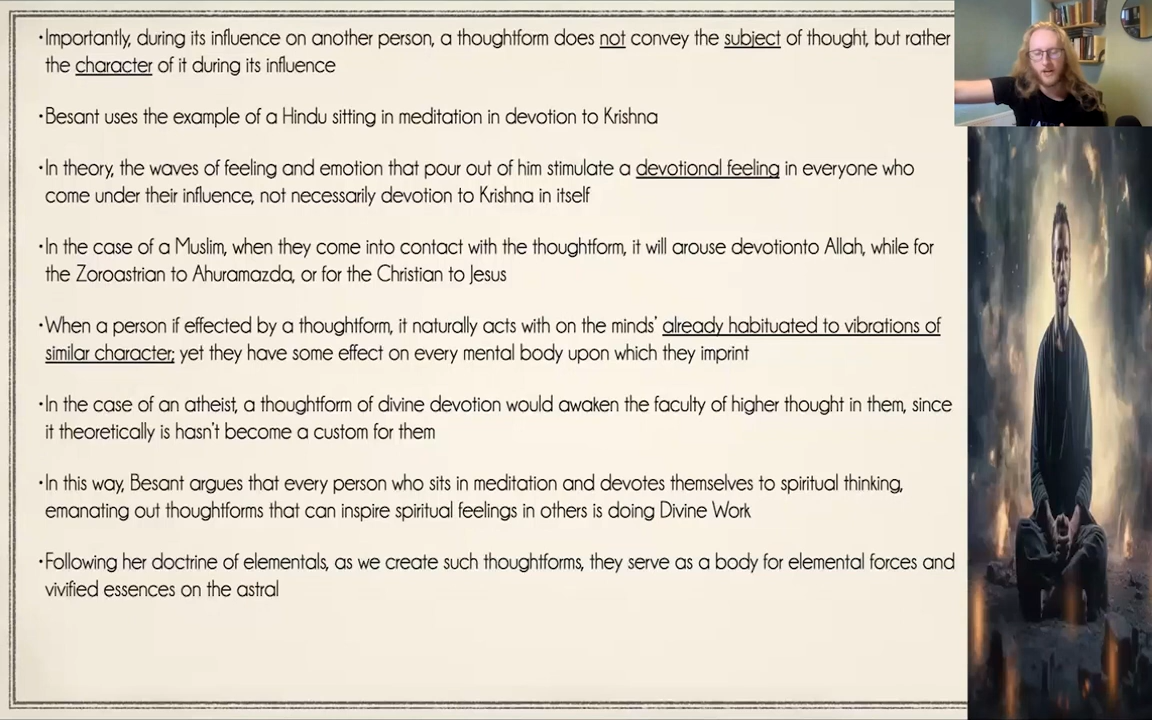 •Importantly, during its influence on another person, a thoughtform does not convey the subject of thought, but rather
the character of it during its influence
•Besant uses the example of a Hindu sitting in meditation in devotion to Krishna
•In theory, the waves of feeling and emotion that pour out of him stimulate a devotional feeling in everyone who
come under their influence, not necessarily devotion to Krishna in itself
•In the case of a Muslim, when they come into contact with the thoughtform, it will arouse devotionto Allah, while for
the Zoroastrian to Ahuramazda, or for the Christian to Jesus
•When a person if effected by a thoughtform, it naturally acts with on the minds’ already habituated to vibrations of
similar character; yet they have some effect on every mental body upon which they imprint
•In the case of an atheist, a thoughtform of divine devotion would awaken the faculty of higher thought in them, since
it theoretically is hasn’t become a custom for them
•In this way, Besant argues that every person who sits in meditation and devotes themselves to spiritual thinking,
emanating out thoughtforms that can inspire spiritual feelings in others is doing Divine Work
•Following her doctrine of elementals, as we create such thoughtforms, they serve as a body for elemental forces and
vivified essences on the astral